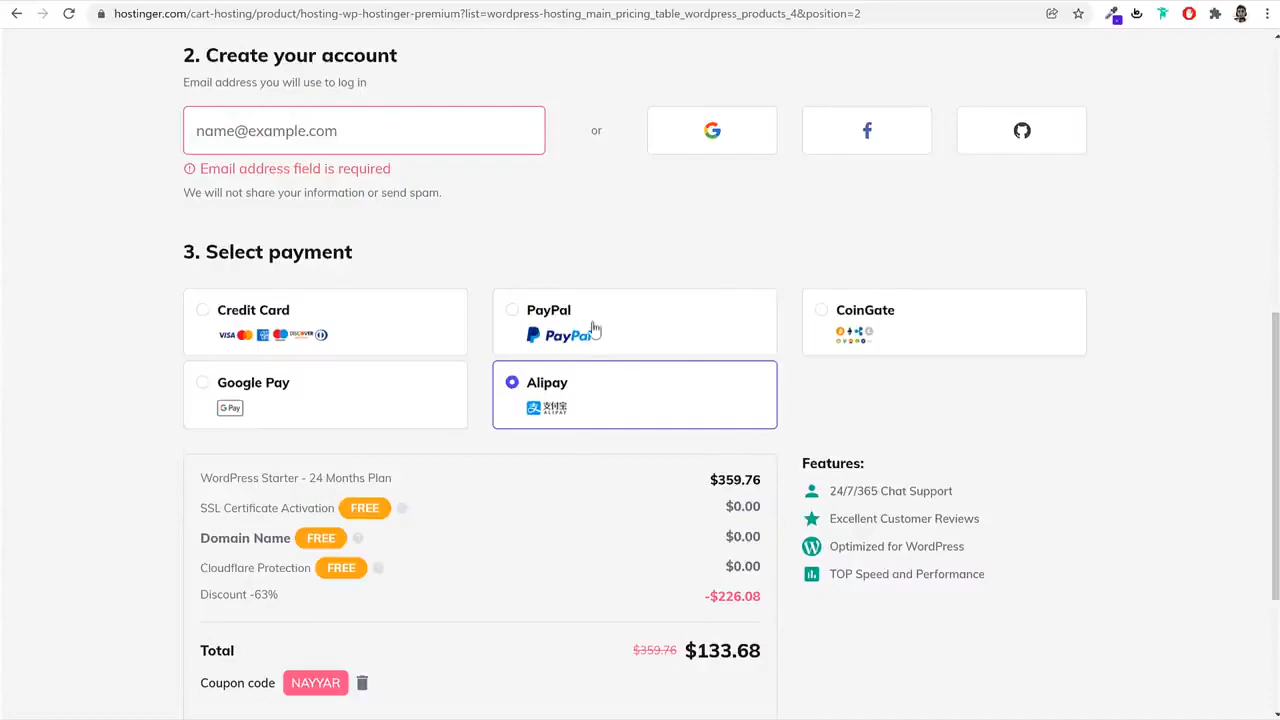 hostinger.com/cart-hosting/product/hosting-wp-hostinger-premium?list=wordpress-hosting_main_pricing_table_wordpress_products_4&position=2
2. Create your account
Email address you will use to log in
name@example.com
or
Email address field is required
We will not share your information or send spam.
3. Select payment
Credit Card
VISA DISCOVER
PayPal
PayPal
CoinGate
Google Pay
G Pay
Alipay
支 支付宝 ALIPAY
WordPress Starter - 24 Months Plan $359.76
SSL Certificate Activation FREE $0.00
Domain Name FREE $0.00
Cloudflare Protection FREE $0.00
Discount -63% -$226.08
Total $359.76 $133.68
Coupon code NAYYAR
Features:
24/7/365 Chat Support
Excellent Customer Reviews
Optimized for WordPress
TOP Speed and Performance